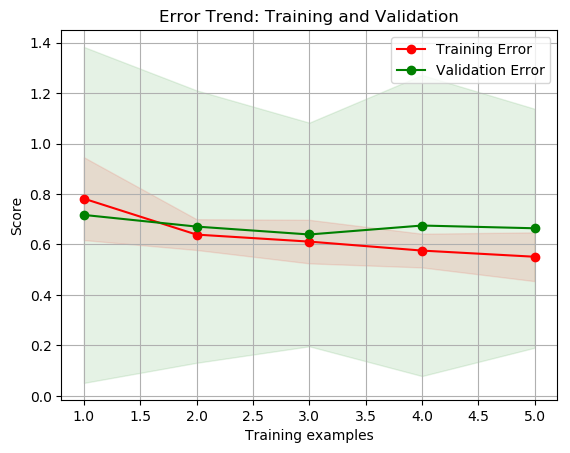 Error Trend: Training and Validation
Training Error
Validation Error
Score
1.4
1.2
1.0
0.8
0.6
0.4
0.2
0.0
1.0 1.5 2.0 2.5 3.0 3.5 4.0 4.5 5.0
Training examples